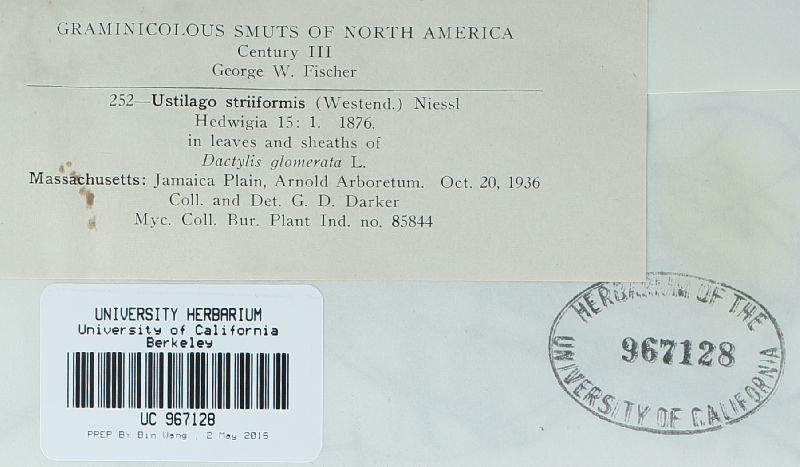 GRAMINICOLOUS SMUTS OF NORTH AMERICA
Century III
George W. Fischer
252—Ustilago striiformis (Westend.) Niessl
Hedwigia 15: 1. 1876.
in leaves and sheaths of
Dactylis glomerata L.
Massachusetts: Jamaica Plain, Arnold Arboretum. Oct. 20, 1936
Coll. and Det. G. D. Darker
Myc. Coll. Bur. Plant Ind. no. 85844
UNIVERSITY HERBARIUM
University of California
Berkeley
UC 967128
PREP BY Bin Wang , 2 May 2016
HERBARIUM OF THE
967128
UNIVERSITY OF CALIFORNIA